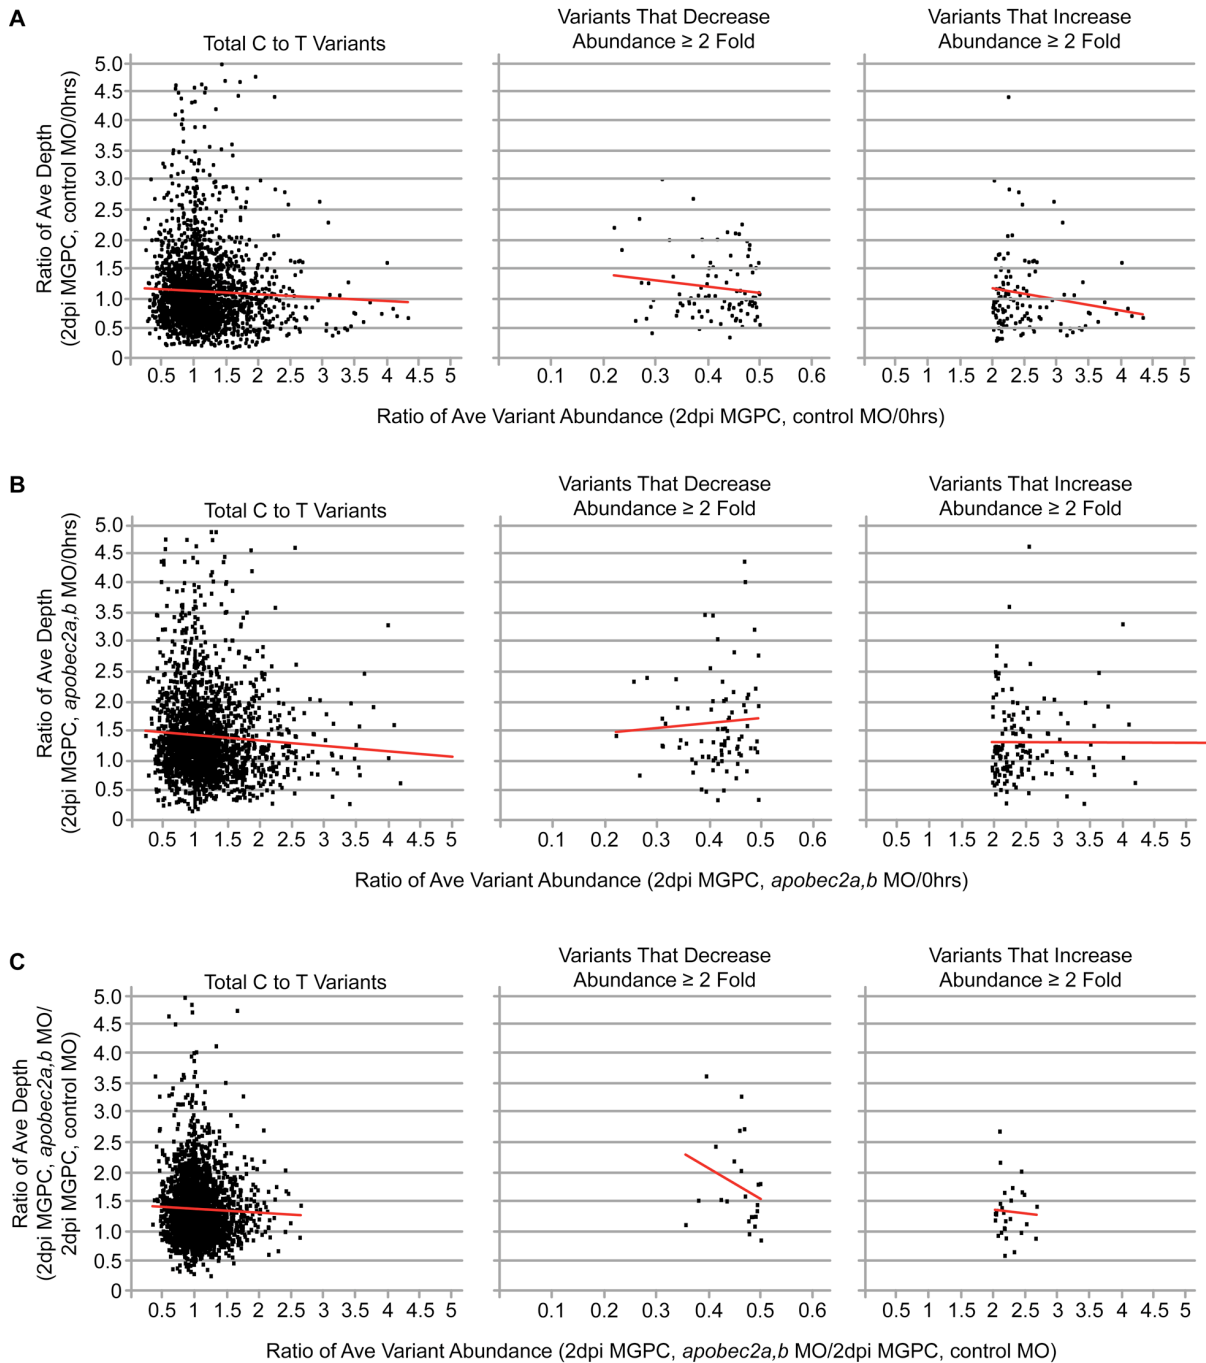 A
Total C to T Variants
Variants That Decrease
Abundance ≥ 2 Fold
Variants That Increase
Abundance ≥ 2 Fold
Ratio of Ave Depth
(2dpi MGPC, control MO/0hrs)
5.0
4.5
4.0
3.5
3.0
2.5
2.0
1.5
1.0
0.5
0
0.5 1 1.5 2 2.5 3 3.5 4 4.5 5
0.1 0.2 0.3 0.4 0.5 0.6
0.5 1 1.5 2 2.5 3 3.5 4 4.5 5
Ratio of Ave Variant Abundance (2dpi MGPC, control MO/0hrs)
B
Total C to T Variants
Variants That Decrease
Abundance ≥ 2 Fold
Variants That Increase
Abundance ≥ 2 Fold
Ratio of Ave Depth
(2dpi MGPC, apobec2a,b MO/0hrs)
5.0
4.5
4.0
3.5
3.0
2.5
2.0
1.5
1.0
0.5
0
0.5 1 1.5 2 2.5 3 3.5 4 4.5 5
0.1 0.2 0.3 0.4 0.5 0.6
0.5 1 1.5 2 2.5 3 3.5 4 4.5 5
Ratio of Ave Variant Abundance (2dpi MGPC, apobec2a,b MO/0hrs)
C
Total C to T Variants
Variants That Decrease
Abundance ≥ 2 Fold
Variants That Increase
Abundance ≥ 2 Fold
Ratio of Ave Depth
(2dpi MGPC, apobec2a,b MO/
2dpi MGPC, control MO)
5.0
4.5
4.0
3.5
3.0
2.5
2.0
1.5
1.0
0.5
0
0.5 1 1.5 2 2.5 3 3.5 4 4.5 5
0.1 0.2 0.3 0.4 0.5 0.6
0.5 1 1.5 2 2.5 3 3.5 4 4.5 5
Ratio of Ave Variant Abundance (2dpi MGPC, apobec2a,b MO/2dpi MGPC, control MO)